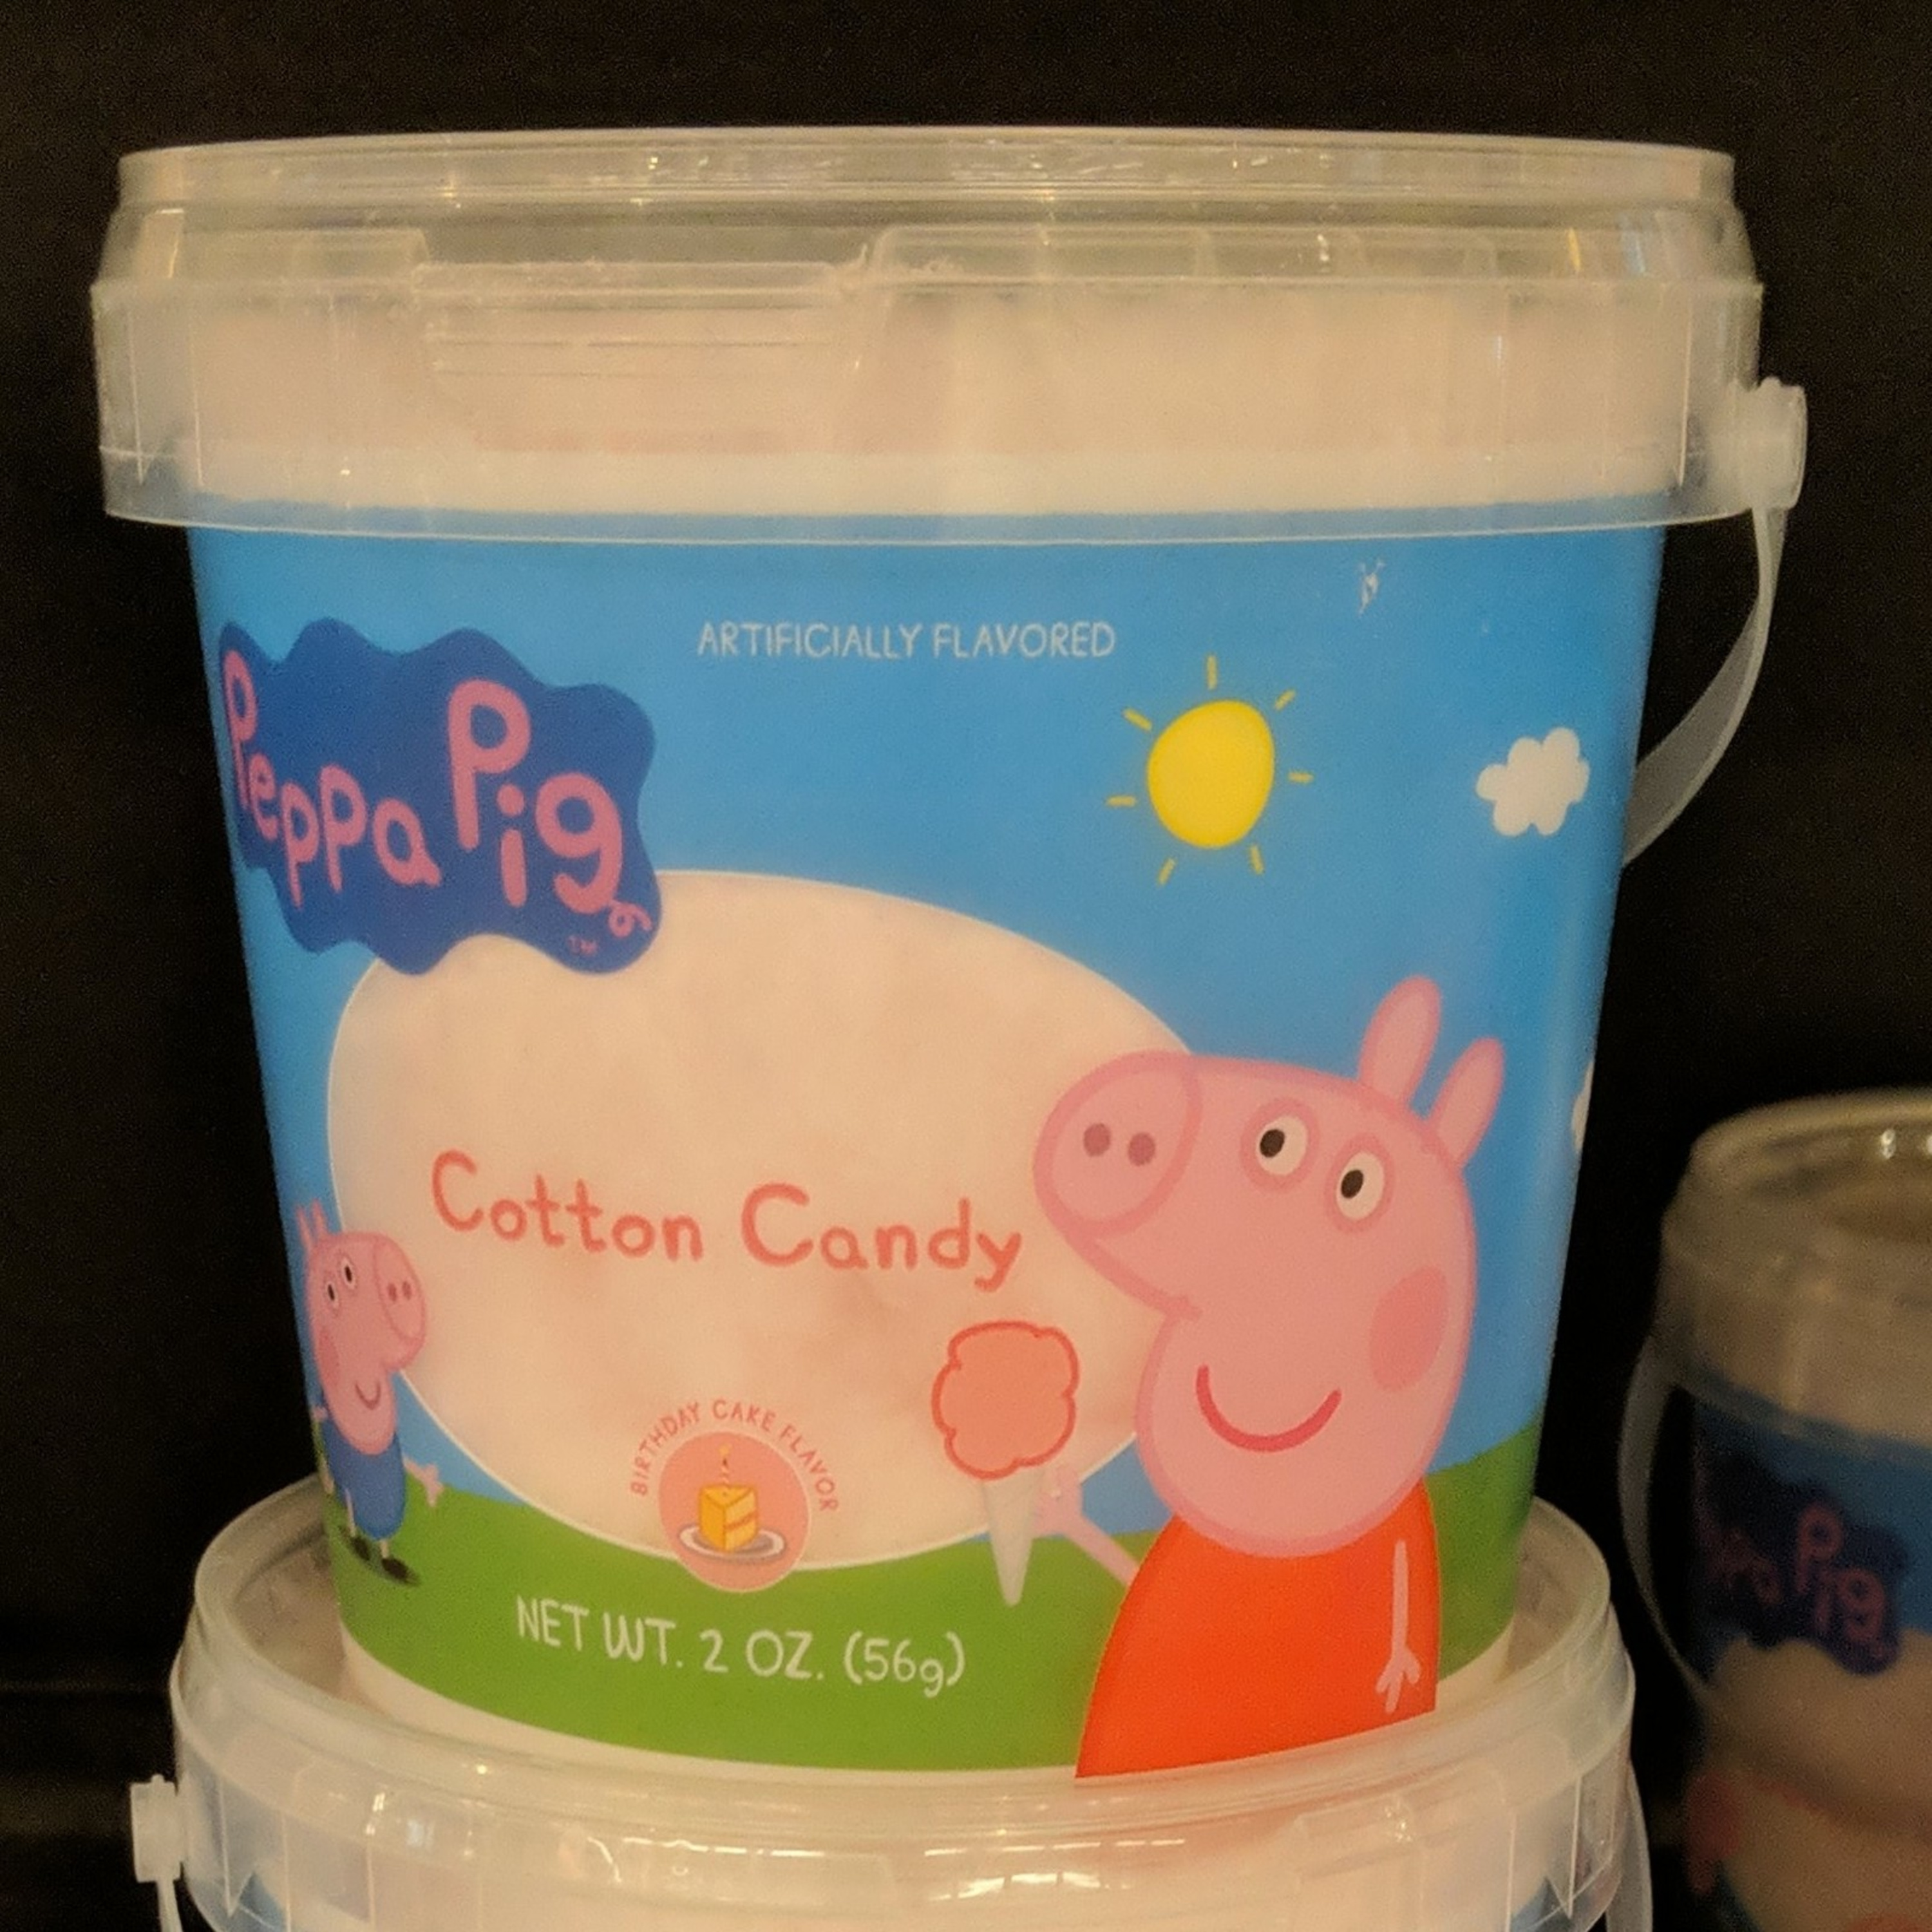 ARTIFICIALLY FLAVORED
Peppa Pig
TM
Cotton Candy
BIRTHDAY CAKE FLAVOR
NET WT. 2 OZ. (56g)
Peppa Pig